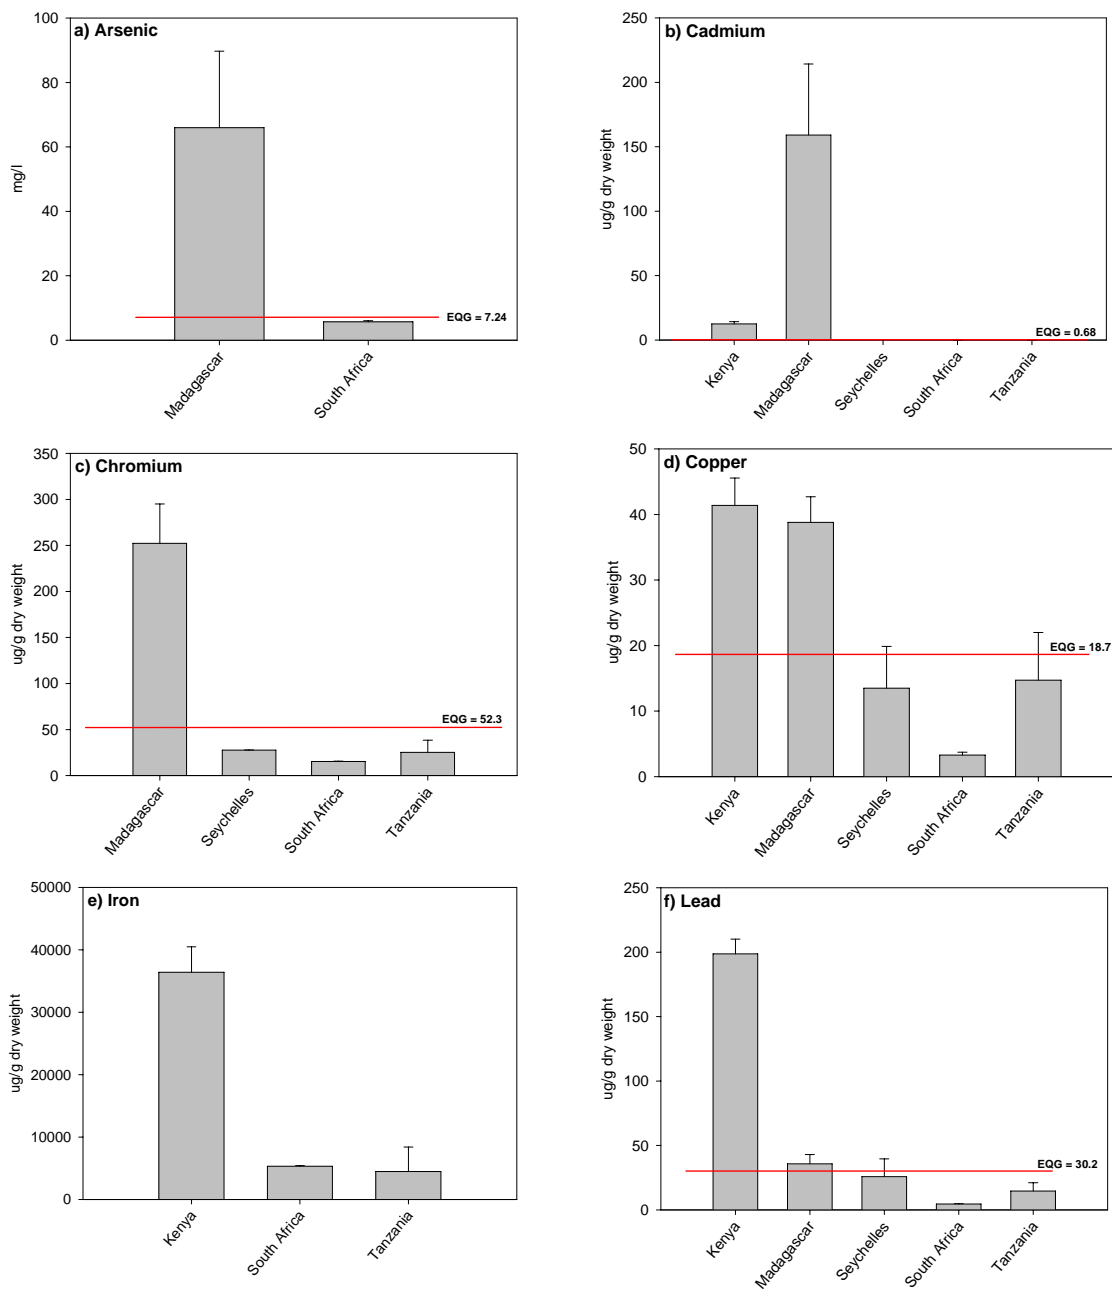 a) Arsenic
mg/l
100
80
60
40
20
0
EQG = 7.24
Madagascar
South Africa
b) Cadmium
ug/g dry weight
250
200
150
100
50
0
EQG = 0.68
Kenya
Madagascar
Seychelles
South Africa
Tanzania
c) Chromium
ug/g dry weight
350
300
250
200
150
100
50
0
EQG = 52.3
Madagascar
Seychelles
South Africa
Tanzania
d) Copper
ug/g dry weight
50
40
30
20
10
0
EQG = 18.7
Kenya
Madagascar
Seychelles
South Africa
Tanzania
e) Iron
ug/g dry weight
50000
40000
30000
20000
10000
0
Kenya
South Africa
Tanzania
f) Lead
ug/g dry weight
250
200
150
100
50
0
EQG = 30.2
Kenya
Madagascar
Seychelles
South Africa
Tanzania